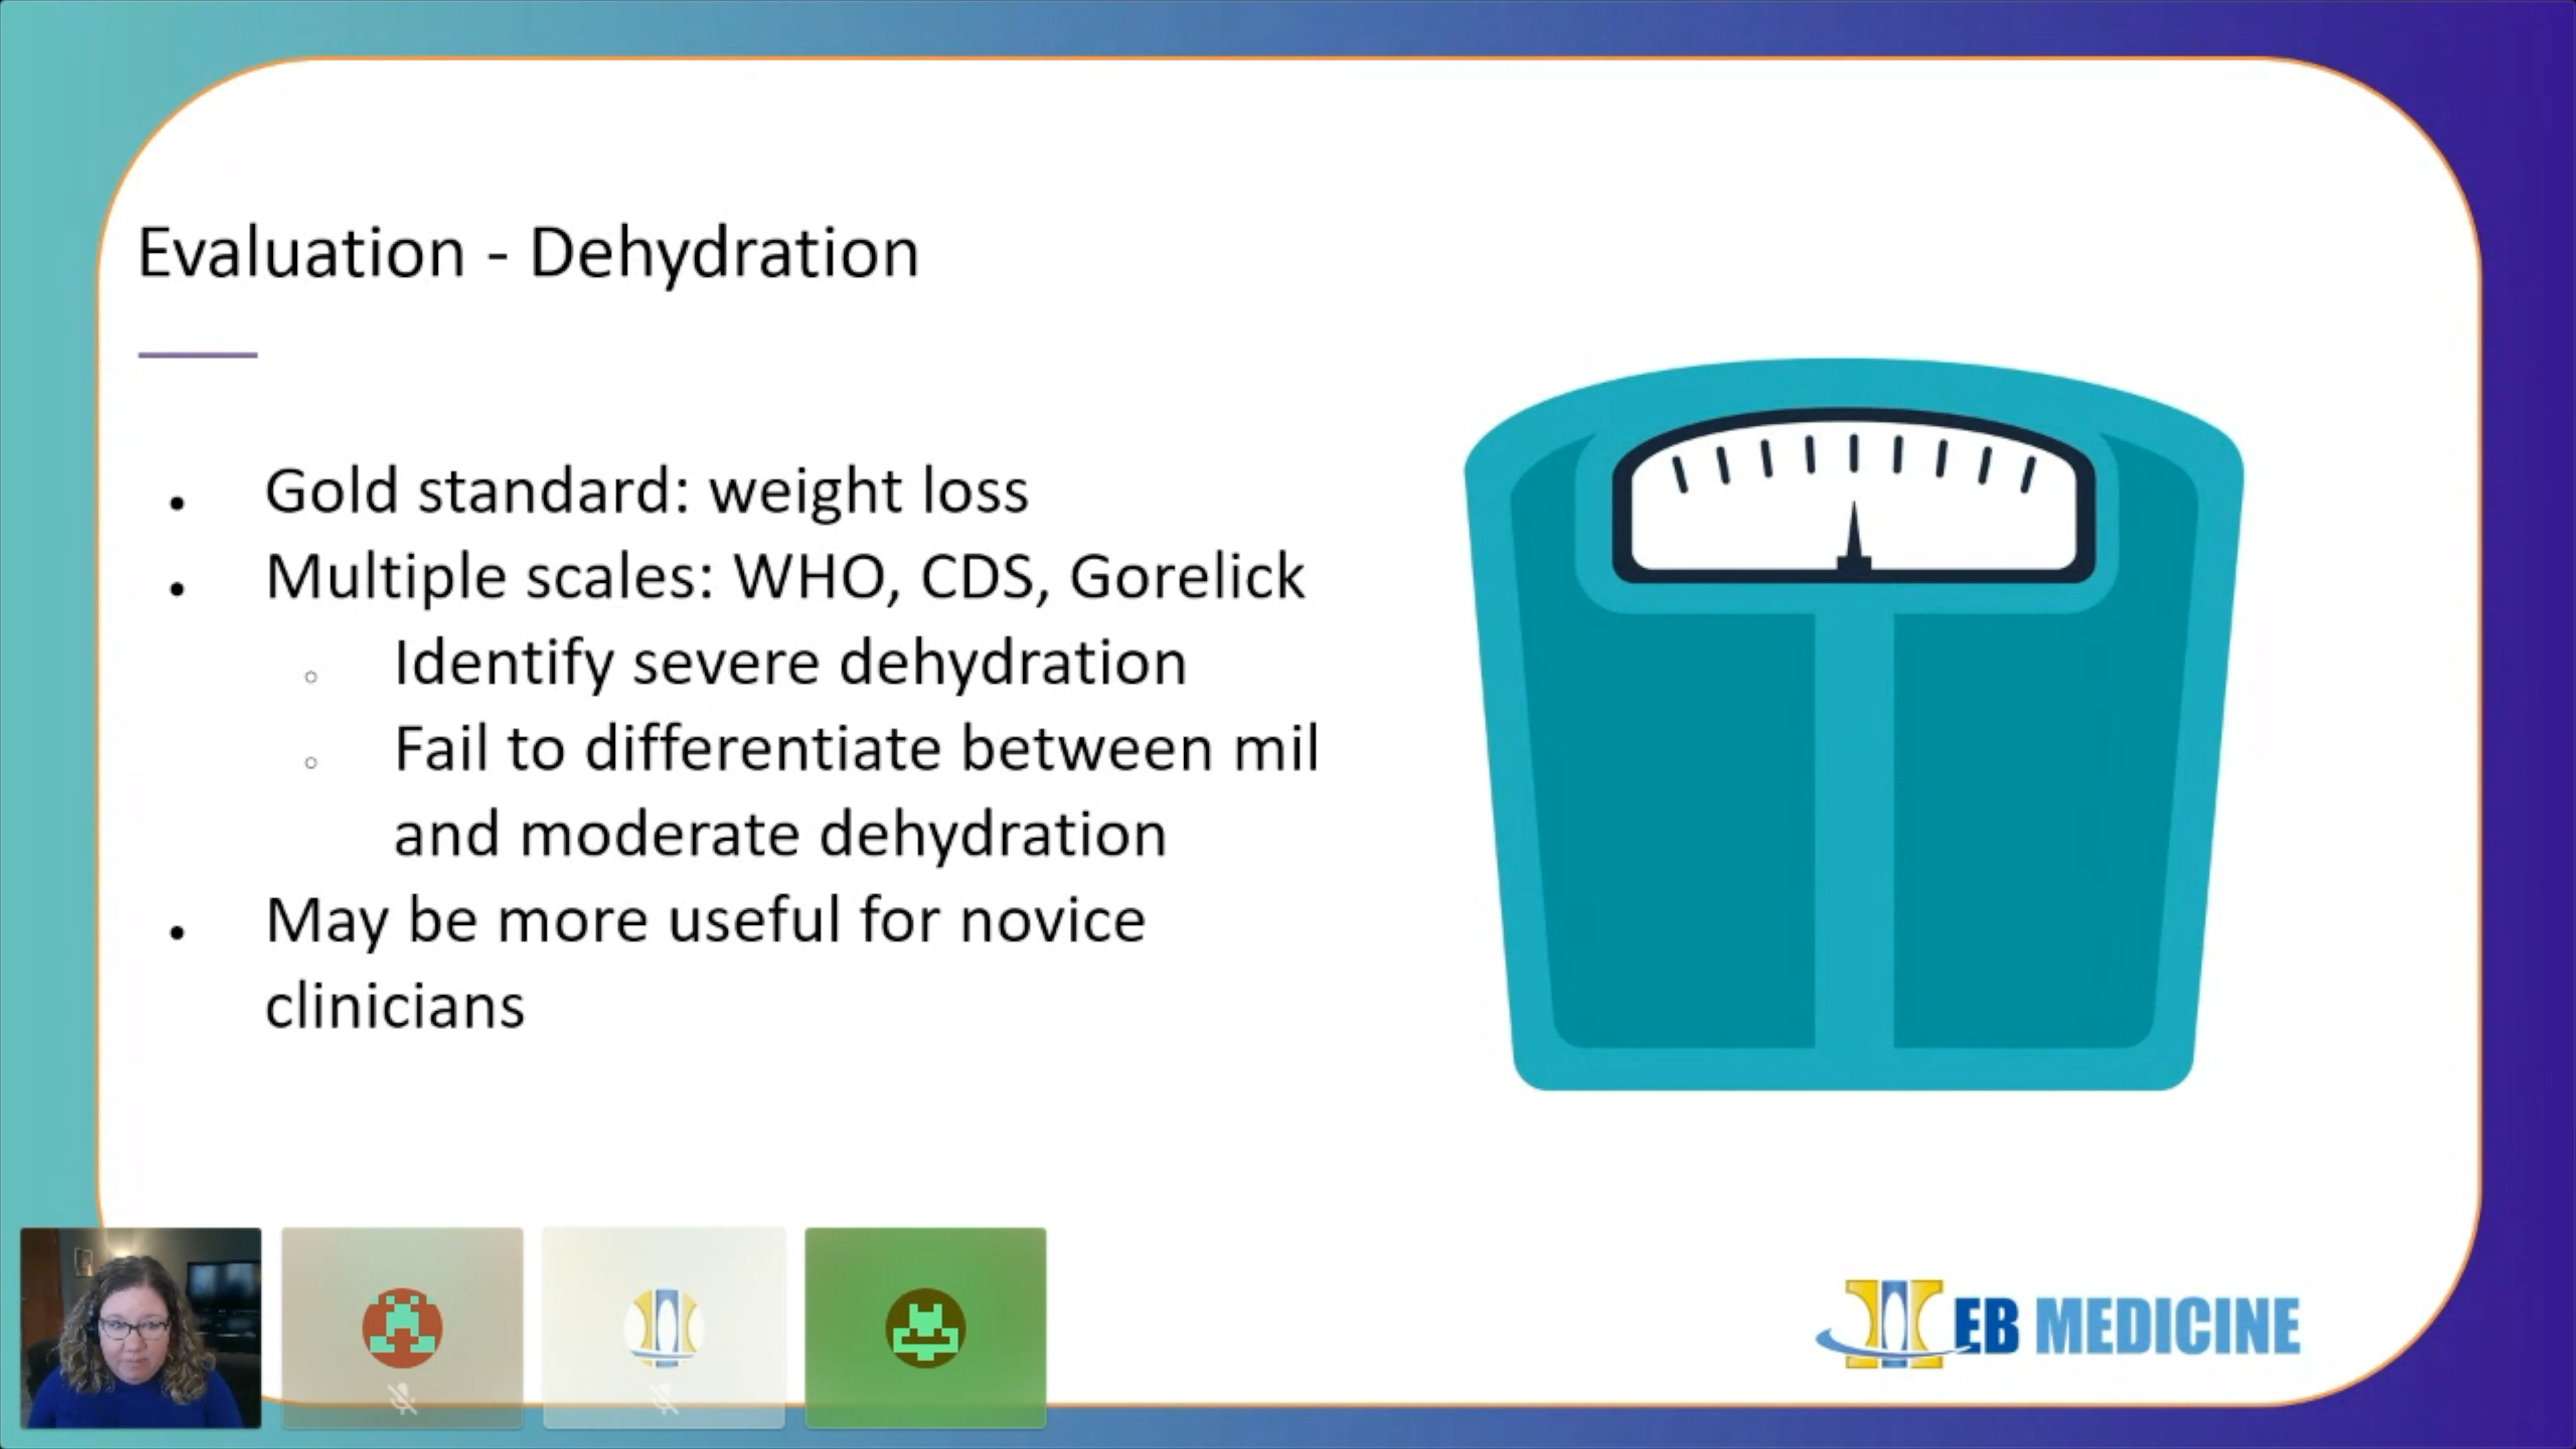 Evaluation - Dehydration
Gold standard: weight loss
Multiple scales: WHO, CDS, Gorelick
Identify severe dehydration
Fail to differentiate between mil
and moderate dehydration
May be more useful for novice
clinicians
EB MEDICINE